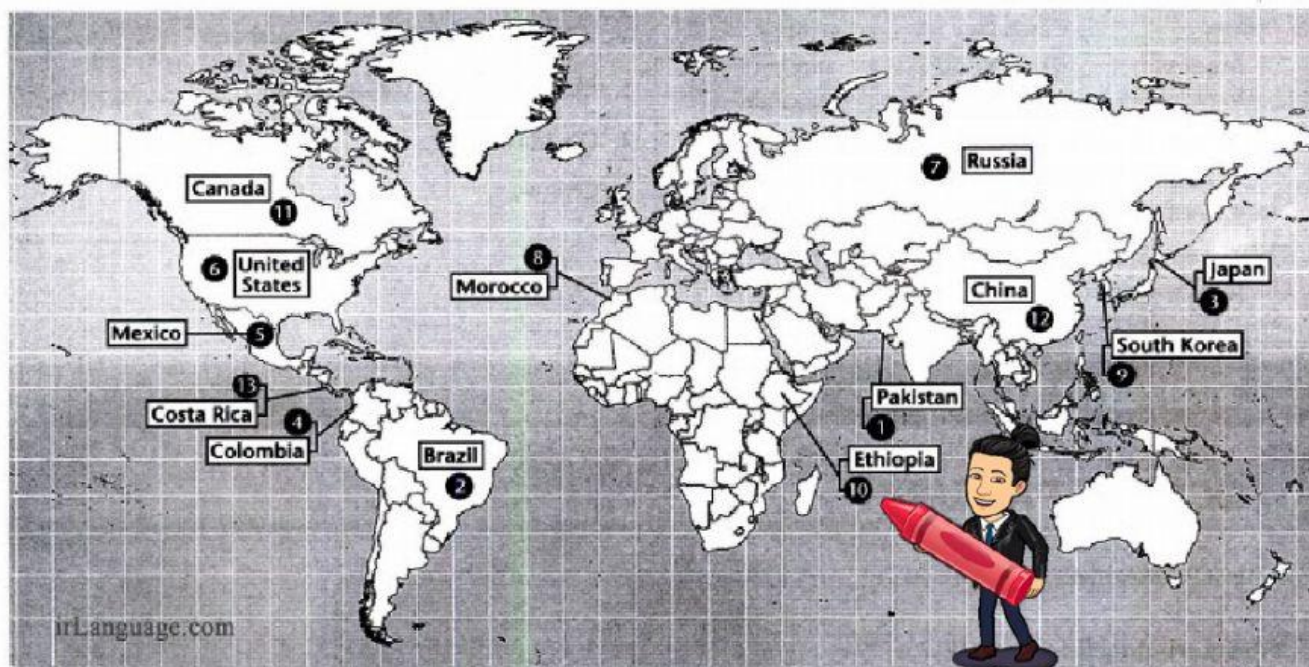 Canada
11
7
Russia
6
United
States
8
Morocco
China
12
Japan
3
Mexico
5
South Korea
9
13
Costa Rica
4
Colombia
Pakistan
1
Brazil
2
Ethiopia
10
irLanguage.com